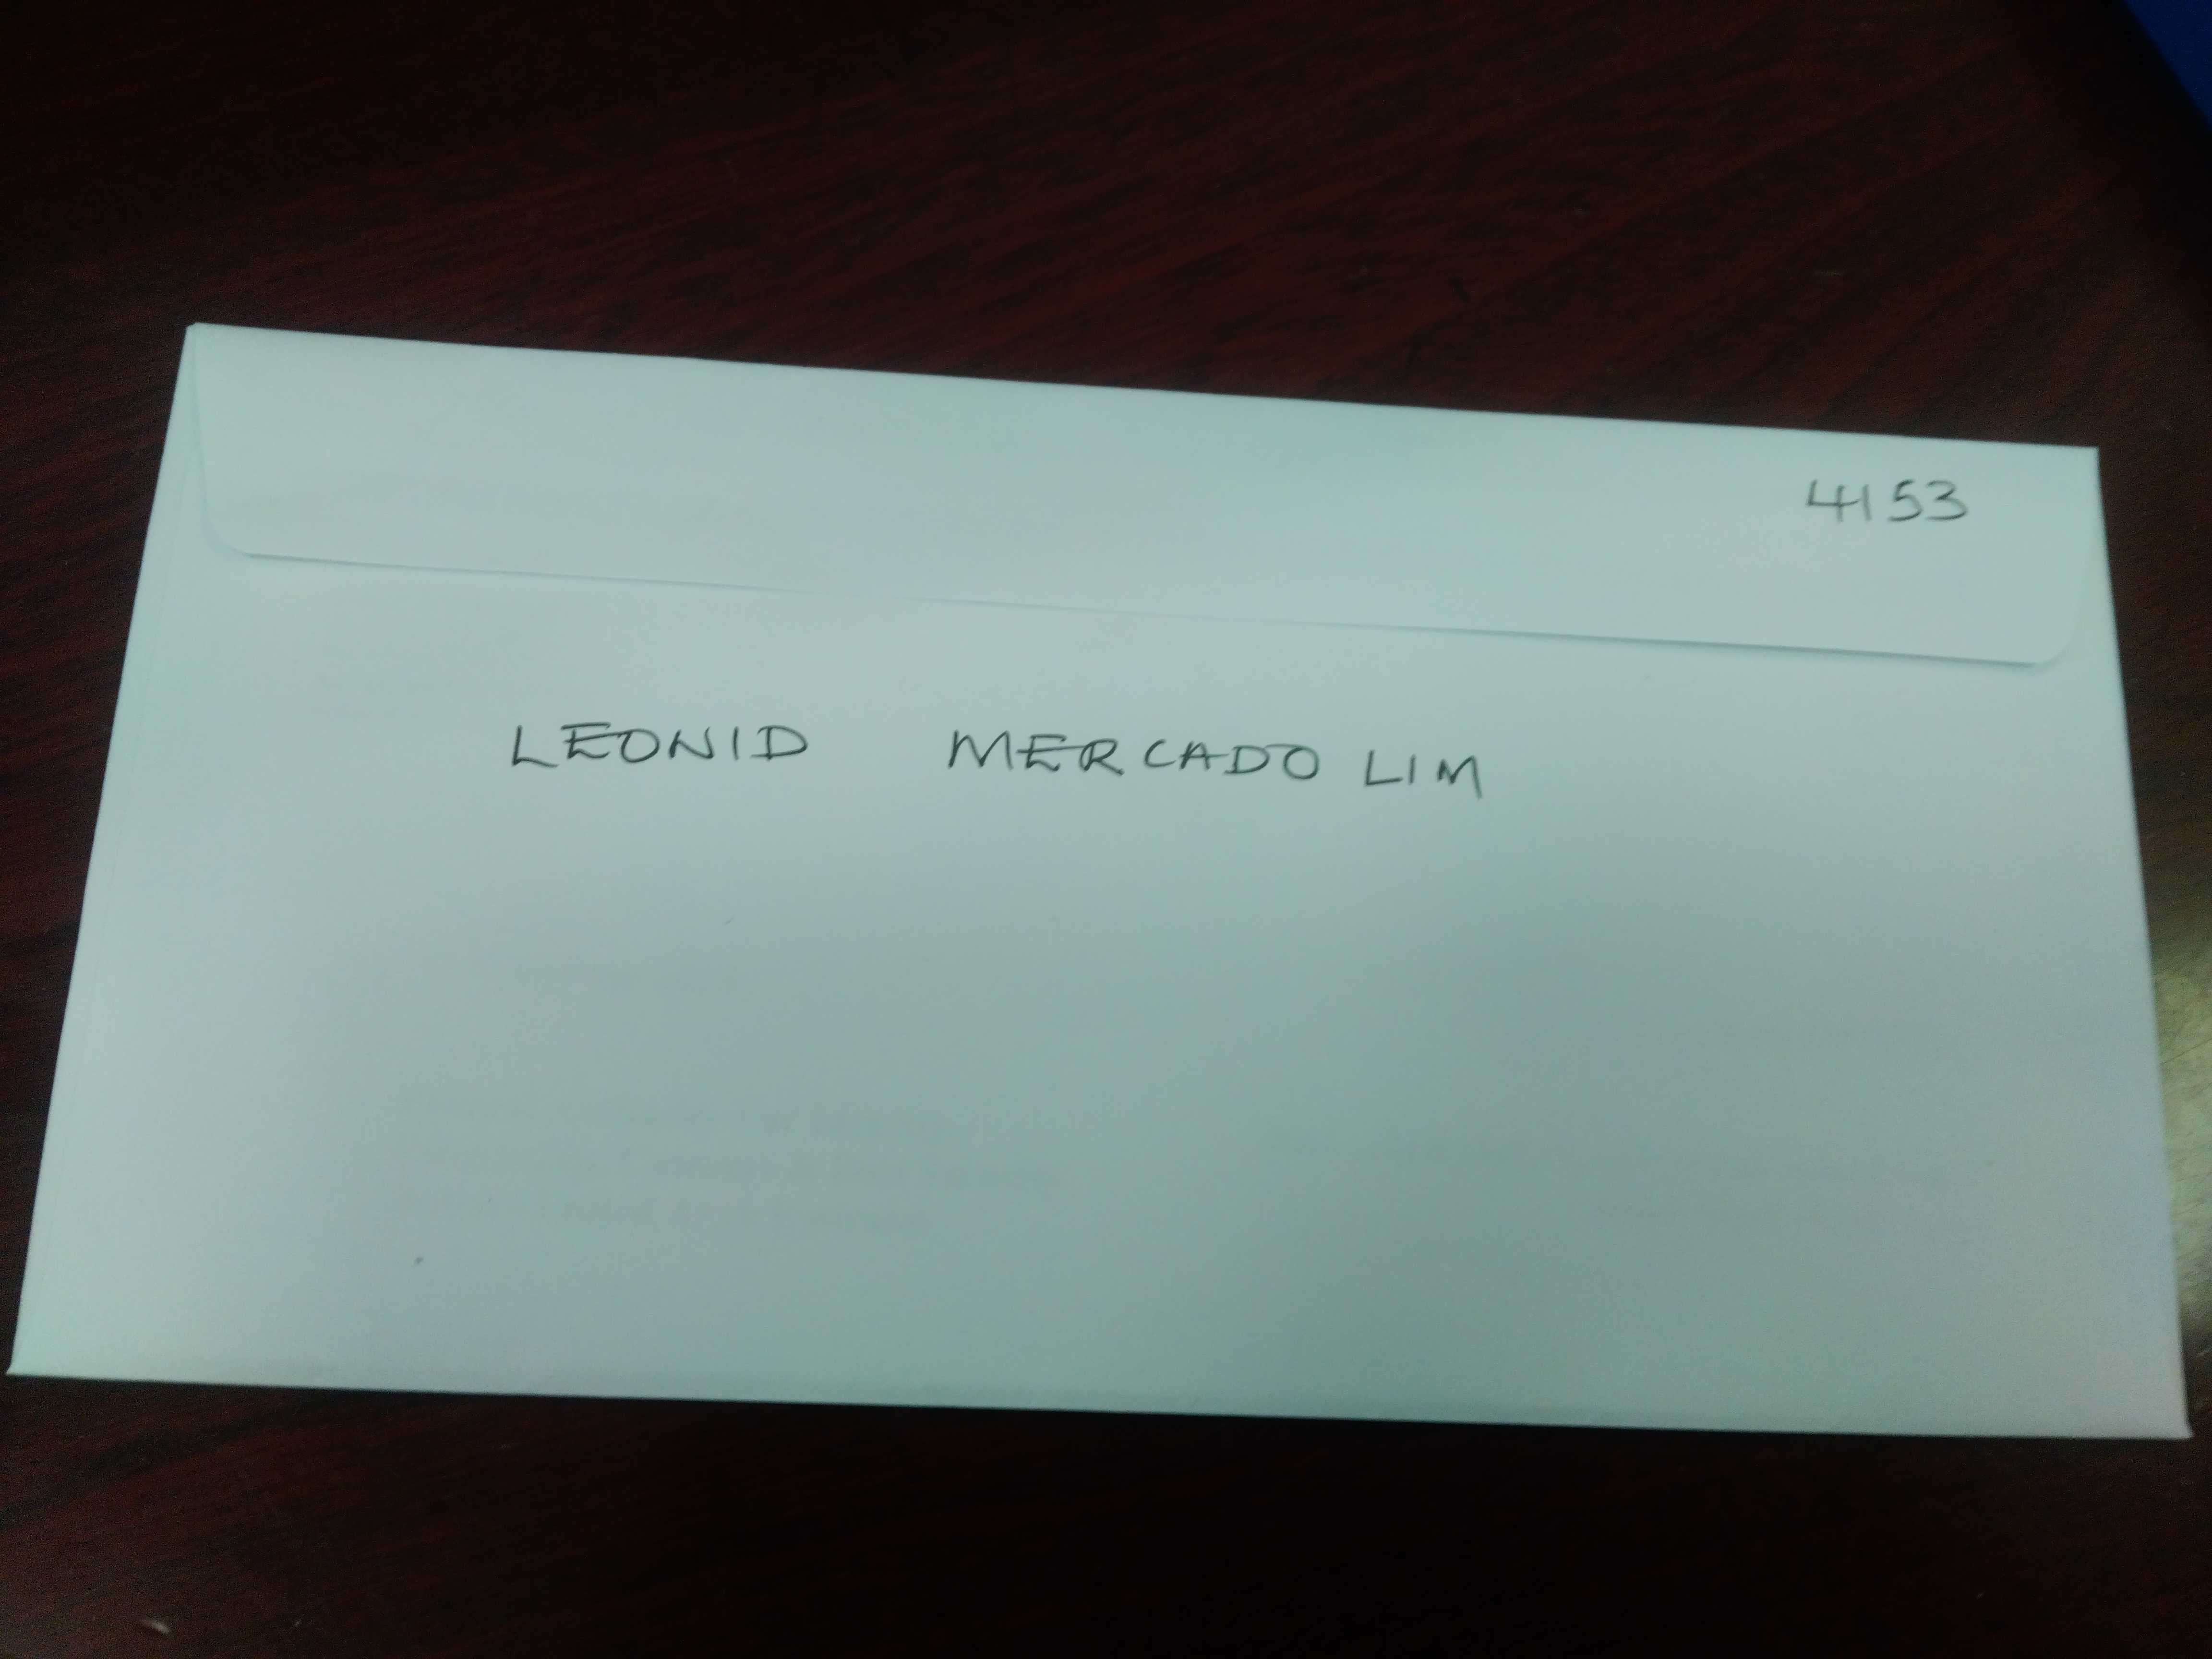 4153
LEONID MERCADO LIM